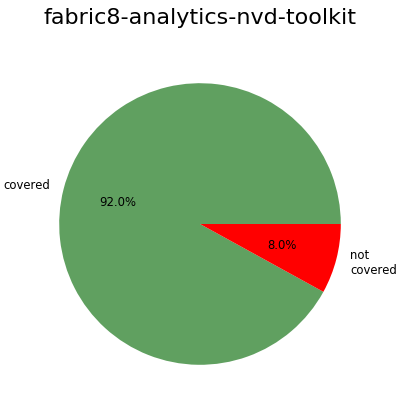 fabric8-analytics-nvd-toolkit
covered
92.0%
8.0%
not
covered